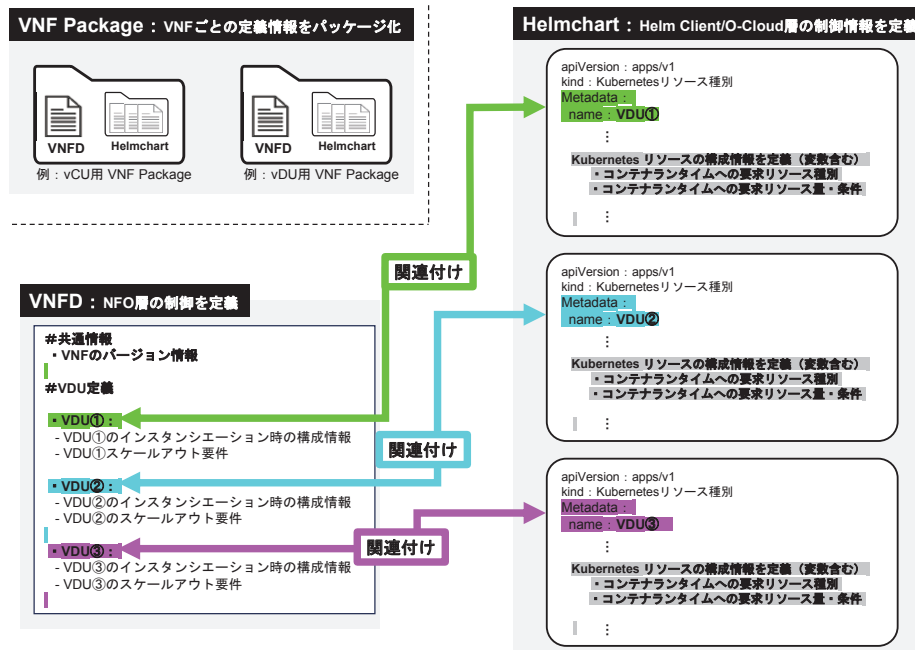 VNF Package：VNFごとの定義情報をパッケージ化
VNFD
Helmchart
例：vCU用 VNF Package
VNFD
Helmchart
例：vDU用 VNF Package
VNFD：NFO層の制御を定義
＃共通情報
・VNFのバージョン情報
＃VDU定義
・VDU①：
- VDU①のインスタンシエーション時の構成情報
- VDU①スケールアウト要件
・VDU②：
- VDU②のインスタンシエーション時の構成情報
- VDU②のスケールアウト要件
・VDU③：
- VDU③のインスタンシエーション時の構成情報
- VDU③のスケールアウト要件
関連付け
関連付け
関連付け
Helmchart：Helm Client/O-Cloud層の制御情報を定義
apiVersion：apps/v1
kind：Kubernetesリソース種別
Metadata：
name：VDU①
⋮
Kubernetes リソースの構成情報を定義（変数含む）
・コンテナランタイムへの要求リソース種別
・コンテナランタイムへの要求リソース量・条件
⋮
apiVersion：apps/v1
kind：Kubernetesリソース種別
Metadata：
name：VDU②
⋮
Kubernetes リソースの構成情報を定義（変数含む）
・コンテナランタイムへの要求リソース種別
・コンテナランタイムへの要求リソース量・条件
⋮
apiVersion：apps/v1
kind：Kubernetesリソース種別
Metadata：
name：VDU③
⋮
Kubernetes リソースの構成情報を定義（変数含む）
・コンテナランタイムへの要求リソース種別
・コンテナランタイムへの要求リソース量・条件
⋮